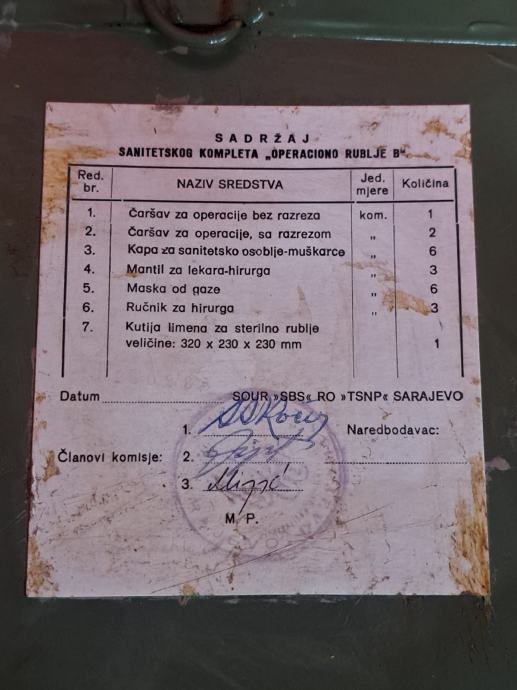 SADRŽAJ
SANITETSKOG KOMPLETA „OPERACIONO RUBLJE B“
Red. br. NAZIV SREDSTVA Jed. mjere Količina
1. Čaršav za operacije bez razreza kom. 1
2. Čaršav za operacije, sa razrezom „ 2
3. Kapa za sanitetsko osoblje-muškarce „ 6
4. Mantil za lekara-hirurga „ 3
5. Maska od gaze „ 6
6. Ručnik za hirurga „ 3
7. Kutija limena za sterilno rublje
veličine: 320 x 230 x 230 mm 1
Datum SOUR »SBS« RO »TSNP« SARAJEVO
1. Naredbodavac:
Članovi komisje: 2.
3.
M. P.